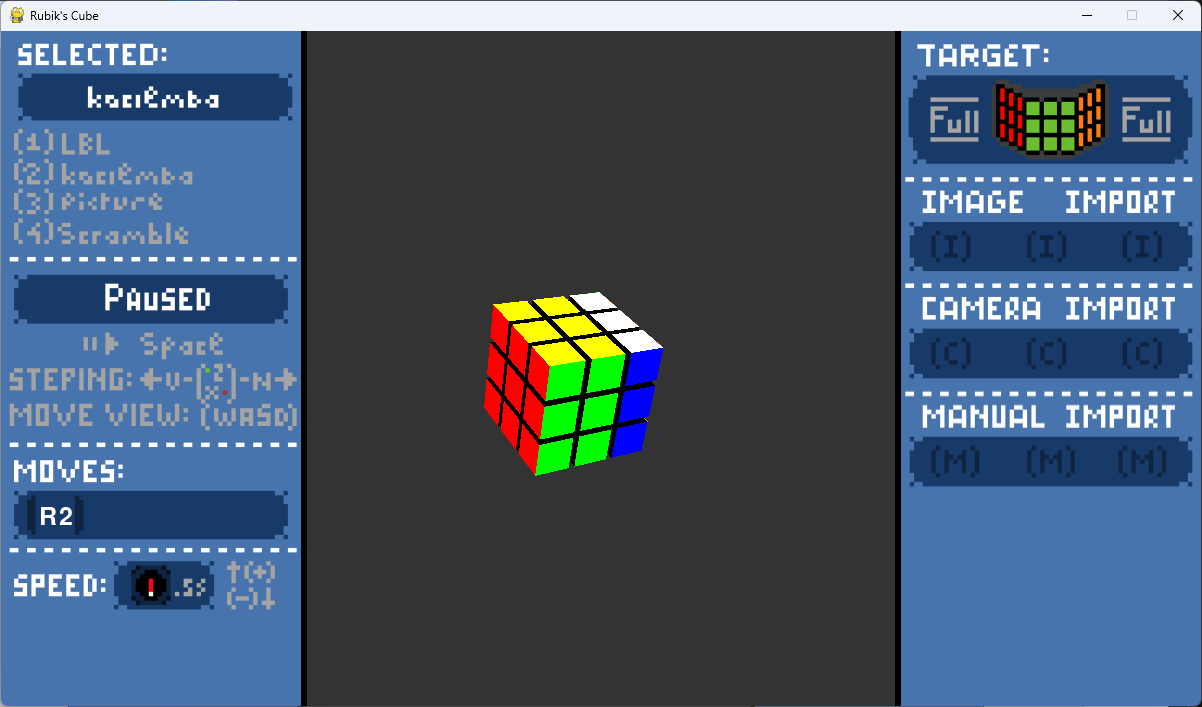 Rubik's Cube
SELECTED:
kociemba
(1) LBL
(2) kociemba
(3) Picture
(4) Scramble
PAUSED
Space
STEPING:
MOVE VIEW: (WASD)
MOVES:
R2
SPEED: .5s (+)
(-)
TARGET:
Full Full
IMAGE IMPORT
(I) (I) (I)
CAMERA IMPORT
(C) (C) (C)
MANUAL IMPORT
(M) (M) (M)